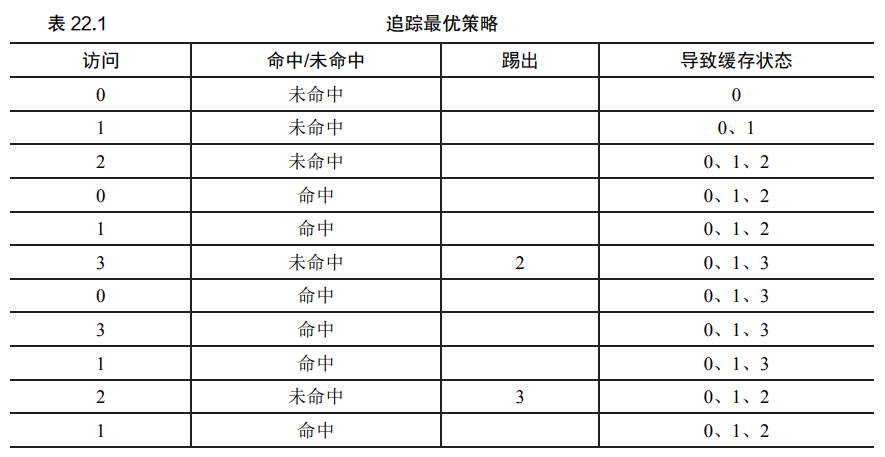 表 22.1 追踪最优策略
访问 命中/未命中 踢出 导致缓存状态
0 未命中 0
1 未命中 0、1
2 未命中 0、1、2
0 命中 0、1、2
1 命中 0、1、2
3 未命中 2 0、1、3
0 命中 0、1、3
3 命中 0、1、3
1 命中 0、1、3
2 未命中 3 0、1、2
1 命中 0、1、2